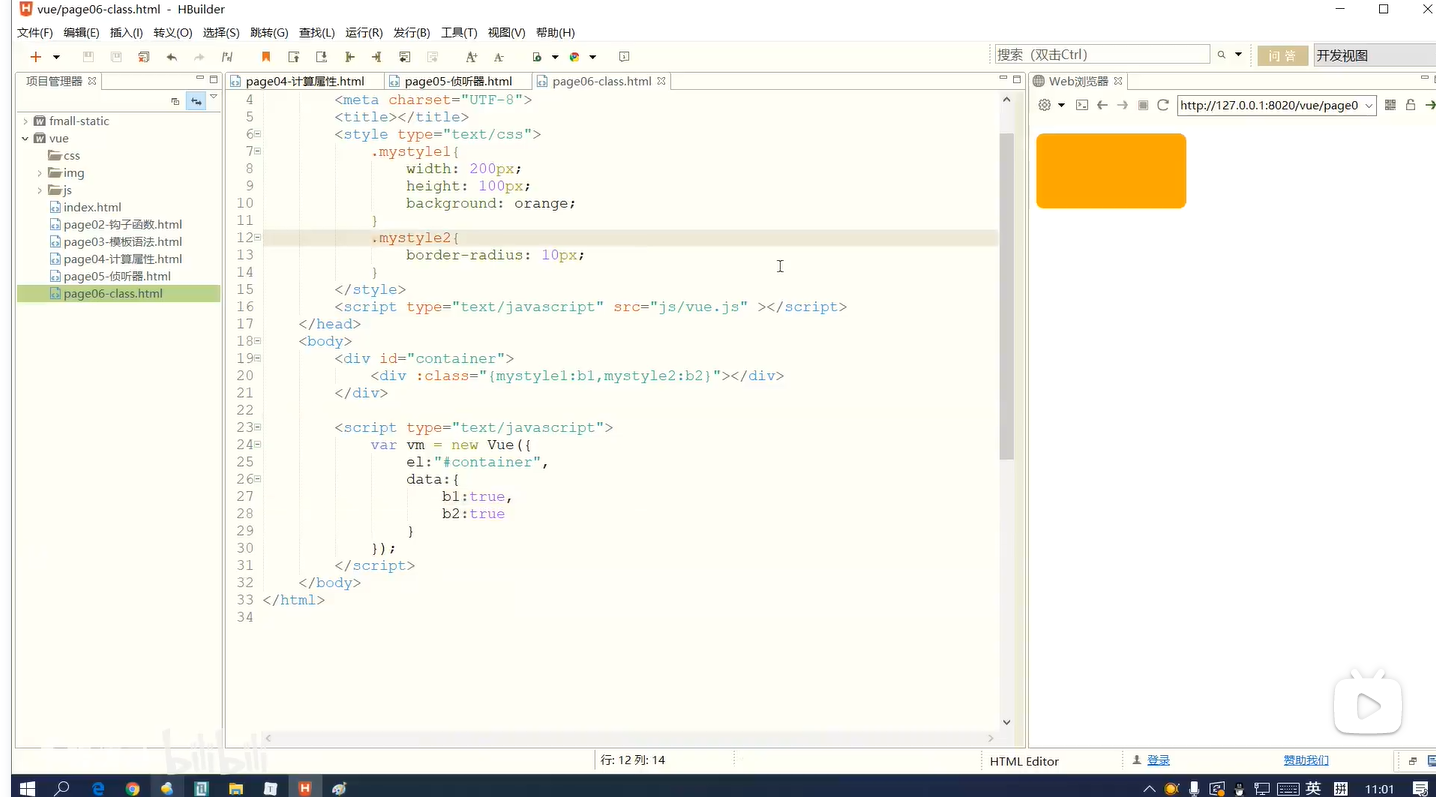 vue/page06-class.html - HBuilder
文件(F) 编辑(E) 插入(I) 转义(O) 选择(S) 跳转(G) 查找(L) 运行(R) 发行(B) 工具(T) 视图(V) 帮助(H)
搜索（双击Ctrl） 问 答 开发视图
项目管理器 page04-计算属性.html page05-侦听器.html page06-class.html Web浏览器
http://127.0.0.1:8020/vue/page0
fmall-static
vue
css
img
js
index.html
page02-钩子函数.html
page03-模板语法.html
page04-计算属性.html
page05-侦听器.html
page06-class.html
4 <meta charset="UTF-8">
5 <title></title>
6 <style type="text/css">
7 .mystyle1{
8 width: 200px;
9 height: 100px;
10 background: orange;
11 }
12 .mystyle2{
13 border-radius: 10px;
14 }
15 </style>
16 <script type="text/javascript" src="js/vue.js" ></script>
17 </head>
18 <body>
19 <div id="container">
20 <div :class="{mystyle1:b1,mystyle2:b2}"></div>
21 </div>
22
23 <script type="text/javascript">
24 var vm = new Vue({
25 el:"#container",
26 data:{
27 b1:true,
28 b2:true
29 }
30 });
31 </script>
32 </body>
33 </html>
34
bilibili
行: 12 列: 14 HTML Editor 登录 赞助我们
英 拼 11:01